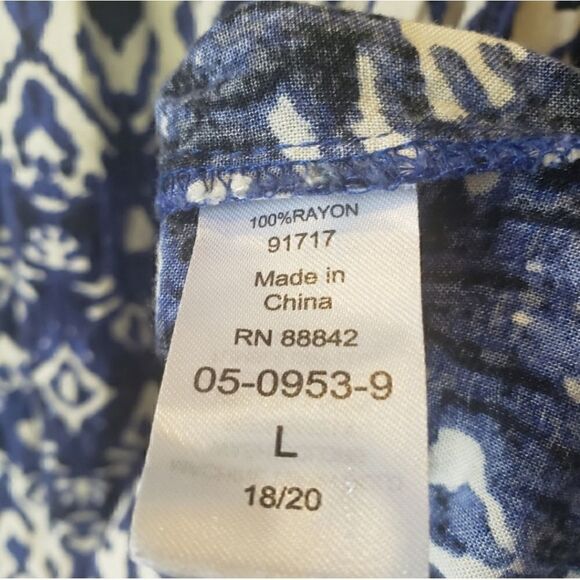 100%RAYON
91717
Made in
China
RN 88842
05-0953-9
L
18/20